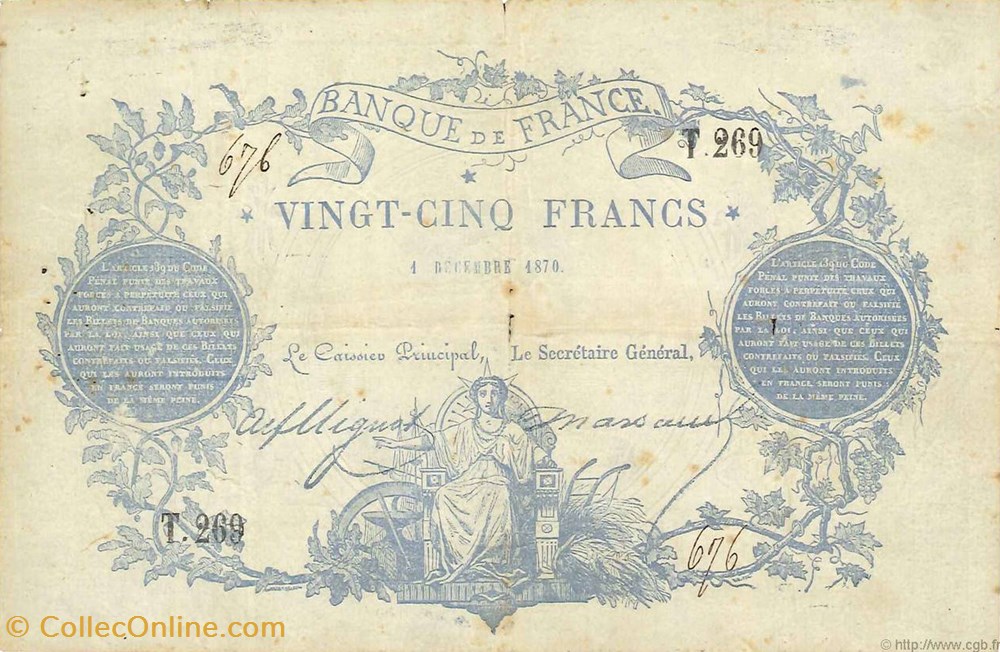 BANQUE DE FRANCE.
T. 269
676
VINGT-CINQ FRANCS
1 DÉCEMBRE 1870.
L'ARTICLE 139 DU CODE
PÉNAL PUNIT DES TRAVAUX
FORCÉS À PERPÉTUITÉ CEUX QUI
AURONT CONTREFAIT OU FALSIFIÉ
LES BILLETS DE BANQUES AUTORISÉES
PAR LA LOI, AINSI QUE CEUX QUI
AURONT FAIT USAGE DE CES BILLETS
CONTREFAITS OU FALSIFIÉS. CEUX
QUI LES AURONT INTRODUITS
EN FRANCE SERONT PUNIS
DE LA MÊME PEINE.
L'ARTICLE 139 DU CODE
PÉNAL PUNIT DES TRAVAUX
FORCÉS À PERPÉTUITÉ CEUX QUI
AURONT CONTREFAIT OU FALSIFIÉ
LES BILLETS DE BANQUES AUTORISÉES
PAR LA LOI, AINSI QUE CEUX QUI
AURONT FAIT USAGE DE CES BILLETS
CONTREFAITS OU FALSIFIÉS. CEUX
QUI LES AURONT INTRODUITS
EN FRANCE SERONT PUNIS
DE LA MÊME PEINE.
Le Caissier Principal, Le Secrétaire Général,
T. 269
676
© CollecOnline.com
© http://www.cgb.fr